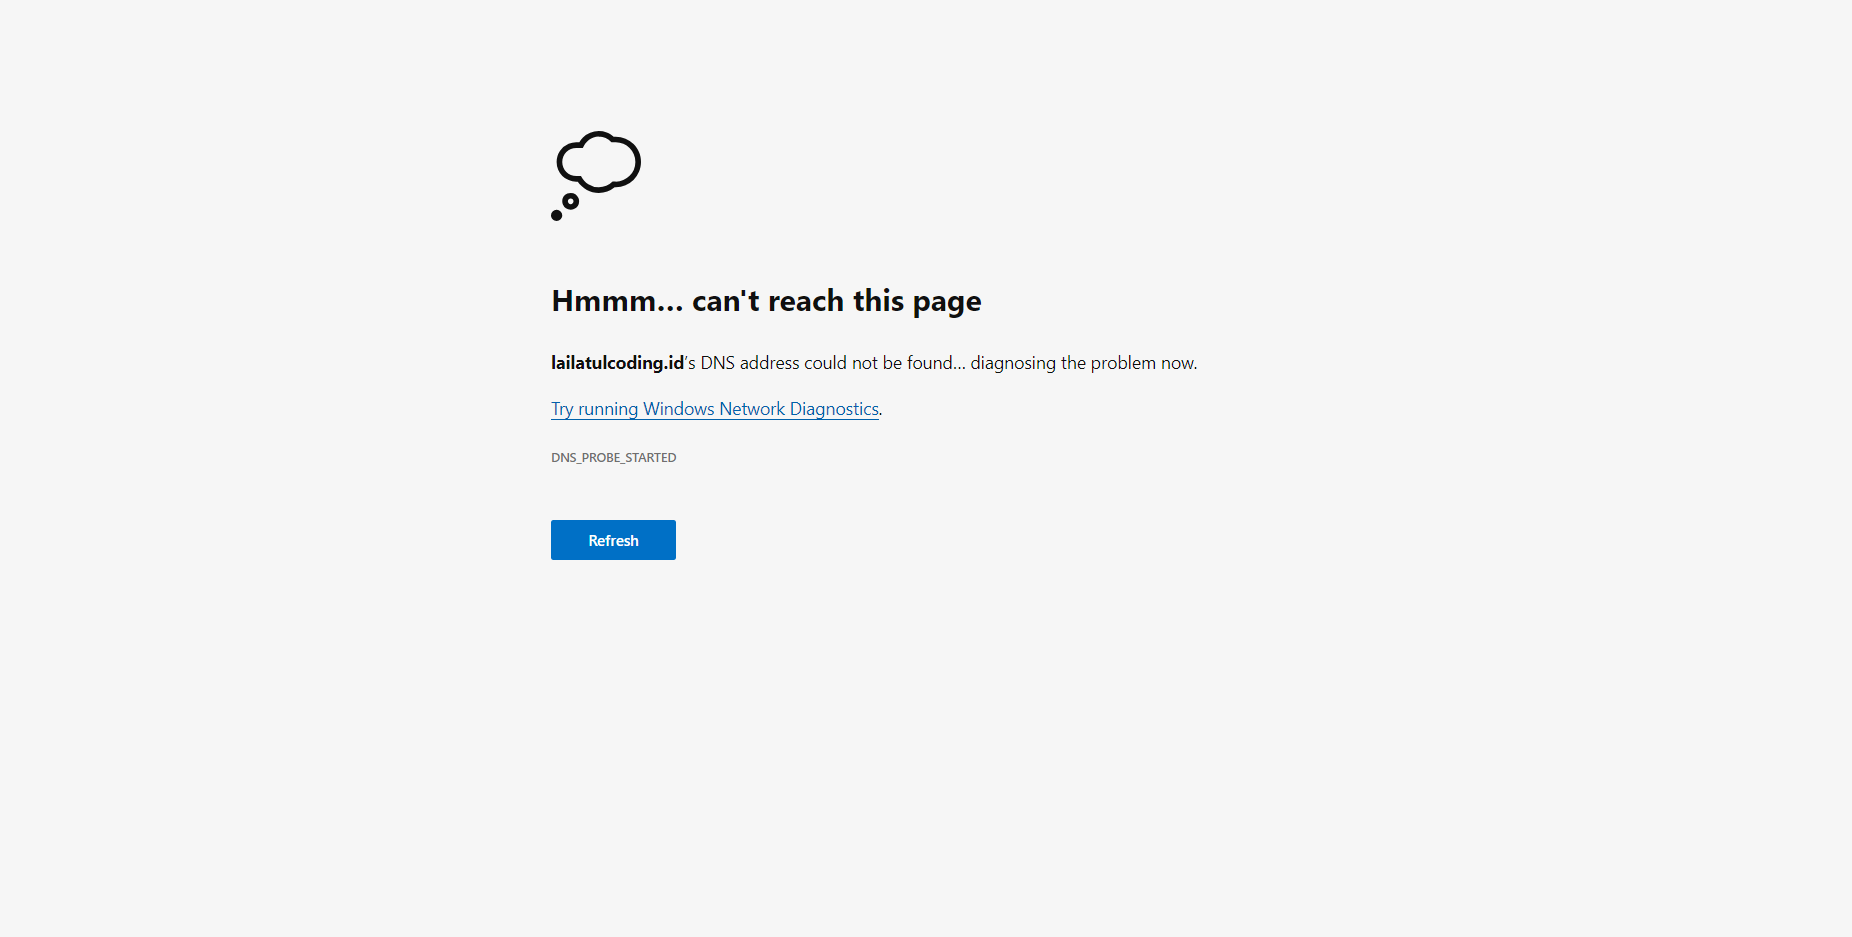 Hmmm… can't reach this page
lailatulcoding.id's DNS address could not be found... diagnosing the problem now.
Try running Windows Network Diagnostics.
DNS_PROBE_STARTED
Refresh